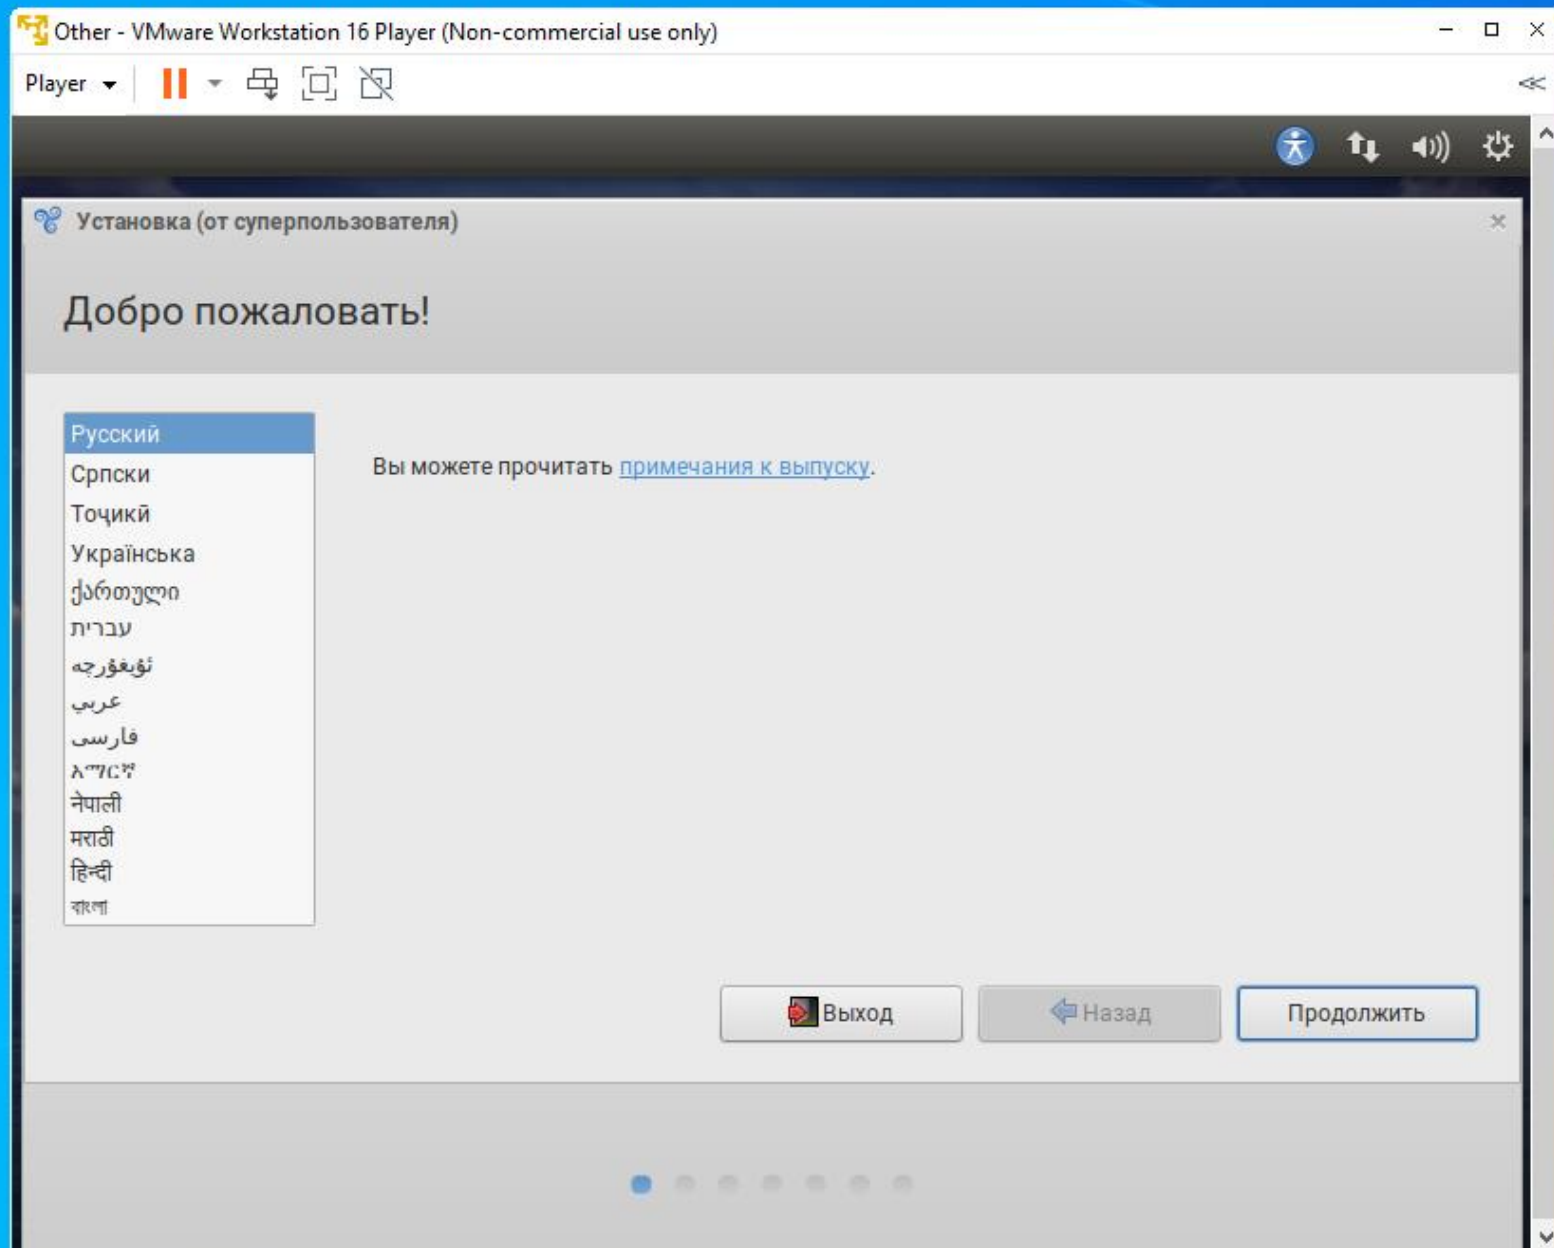 Other - VMware Workstation 16 Player (Non-commercial use only)
Player
Установка (от суперпользователя)
Добро пожаловать!
Русский
Српски
Тоҷикӣ
Українська
ქართული
עברית
ئۇيغۇرچە
عربي
فارسی
አማርኛ
नेपाली
मराठी
हिन्दी
বাংলা
Вы можете прочитать примечания к выпуску.
Выход
Назад
Продолжить